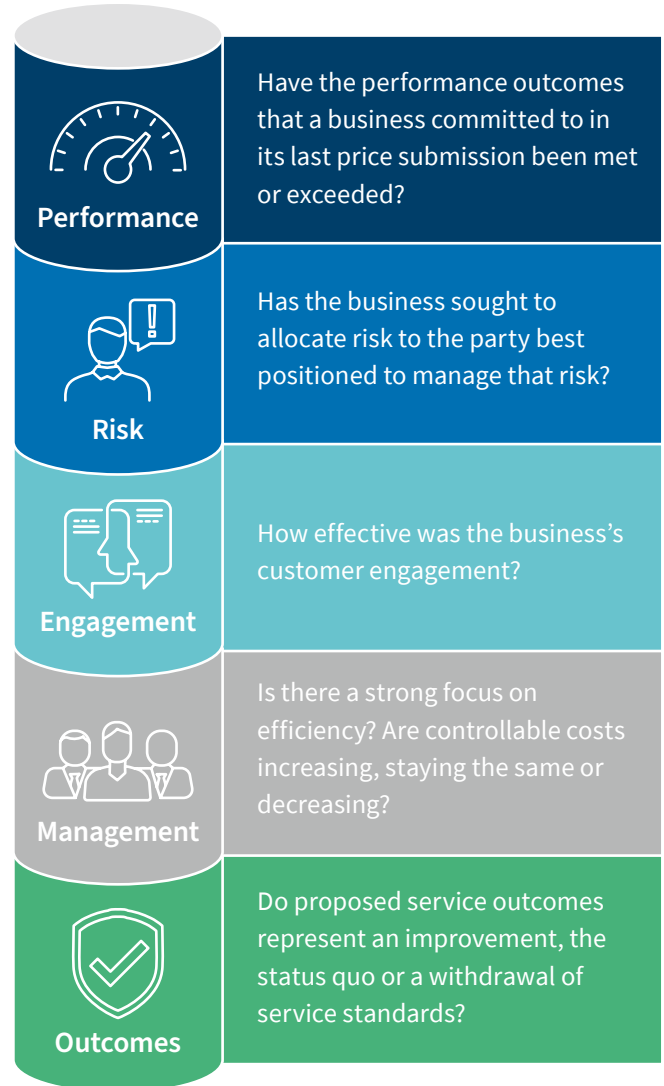 Performance
Have the performance outcomes
that a business committed to in
its last price submission been met
or exceeded?
Risk
Has the business sought to
allocate risk to the party best
positioned to manage that risk?
Engagement
How effective was the business’s
customer engagement?
Management
Is there a strong focus on
efficiency? Are controllable costs
increasing, staying the same or
decreasing?
Outcomes
Do proposed service outcomes
represent an improvement, the
status quo or a withdrawal of
service standards?